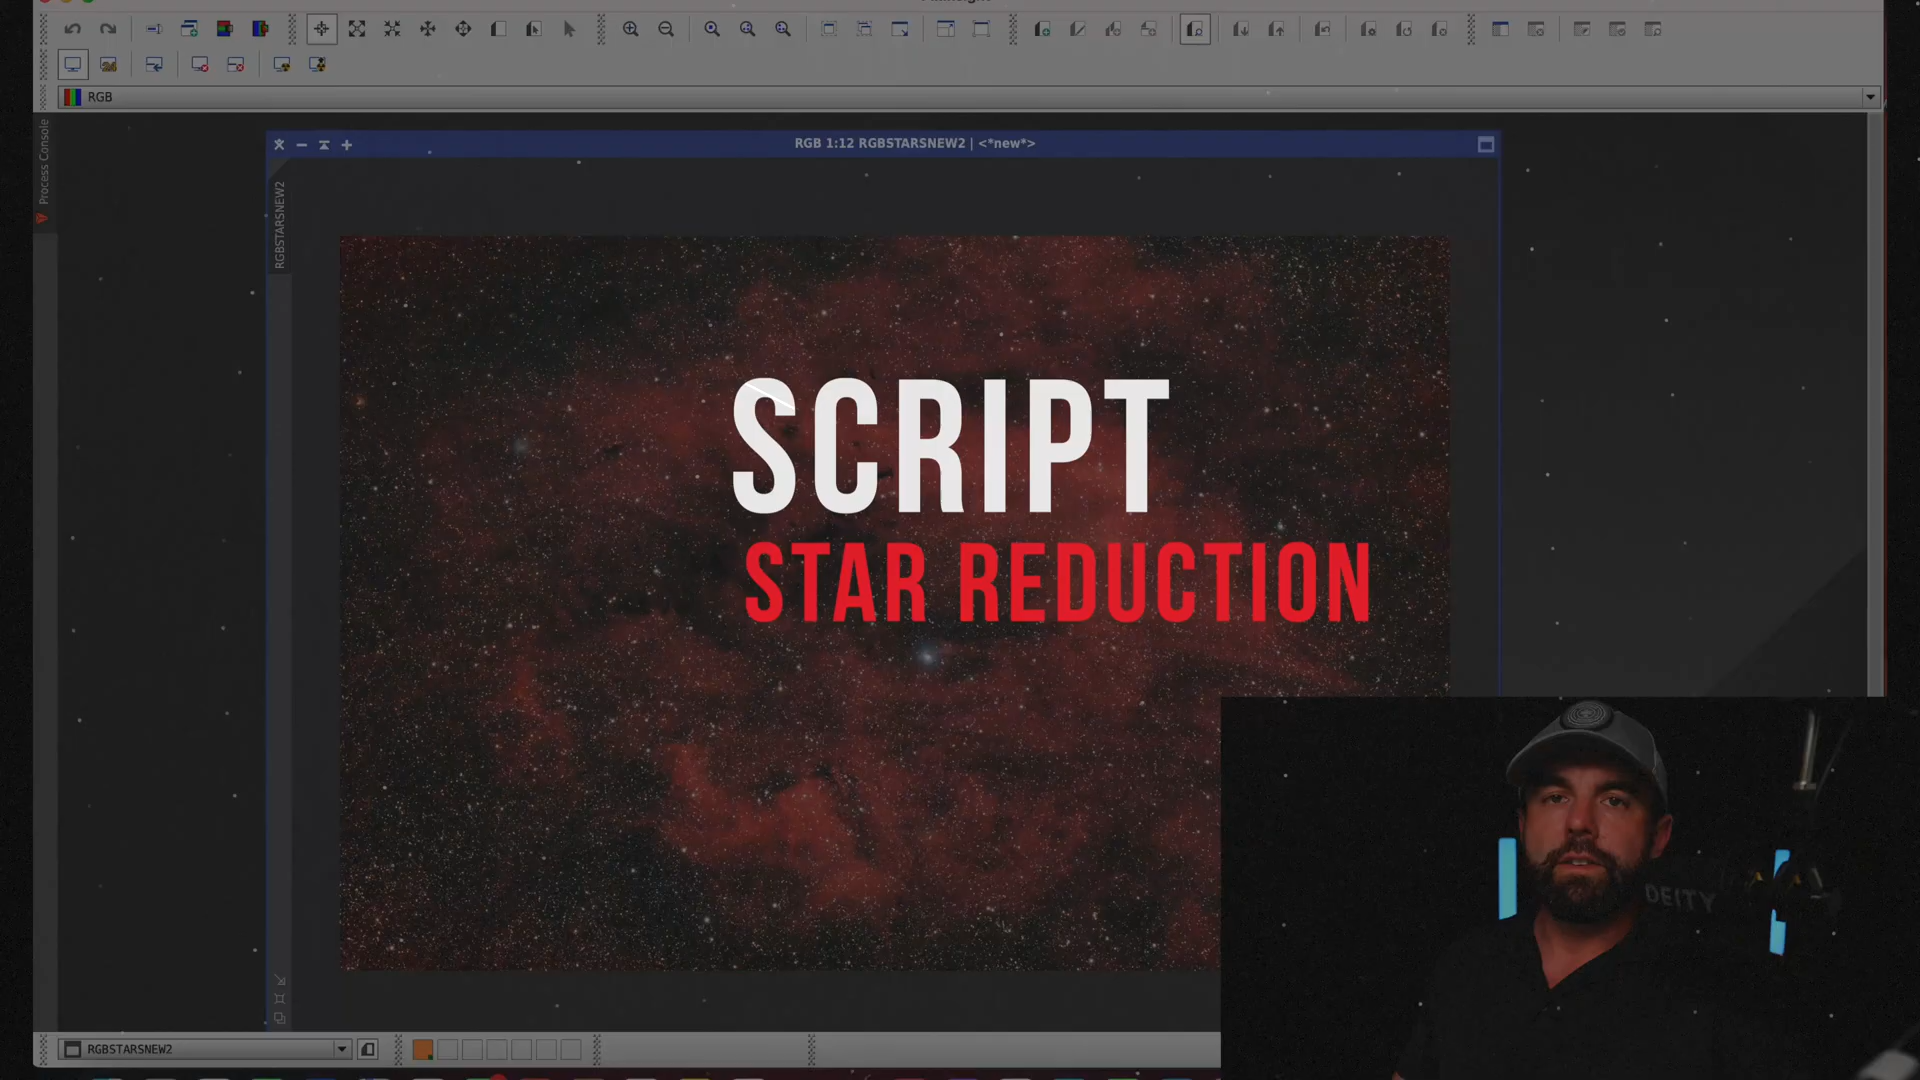 RGB
Process Console
RGB 1:12 RGBSTARSNEW2 | <*new*>
RGBSTARSNEW2
SCRIPT
STAR REDUCTION
DEITY
RGBSTARSNEW2